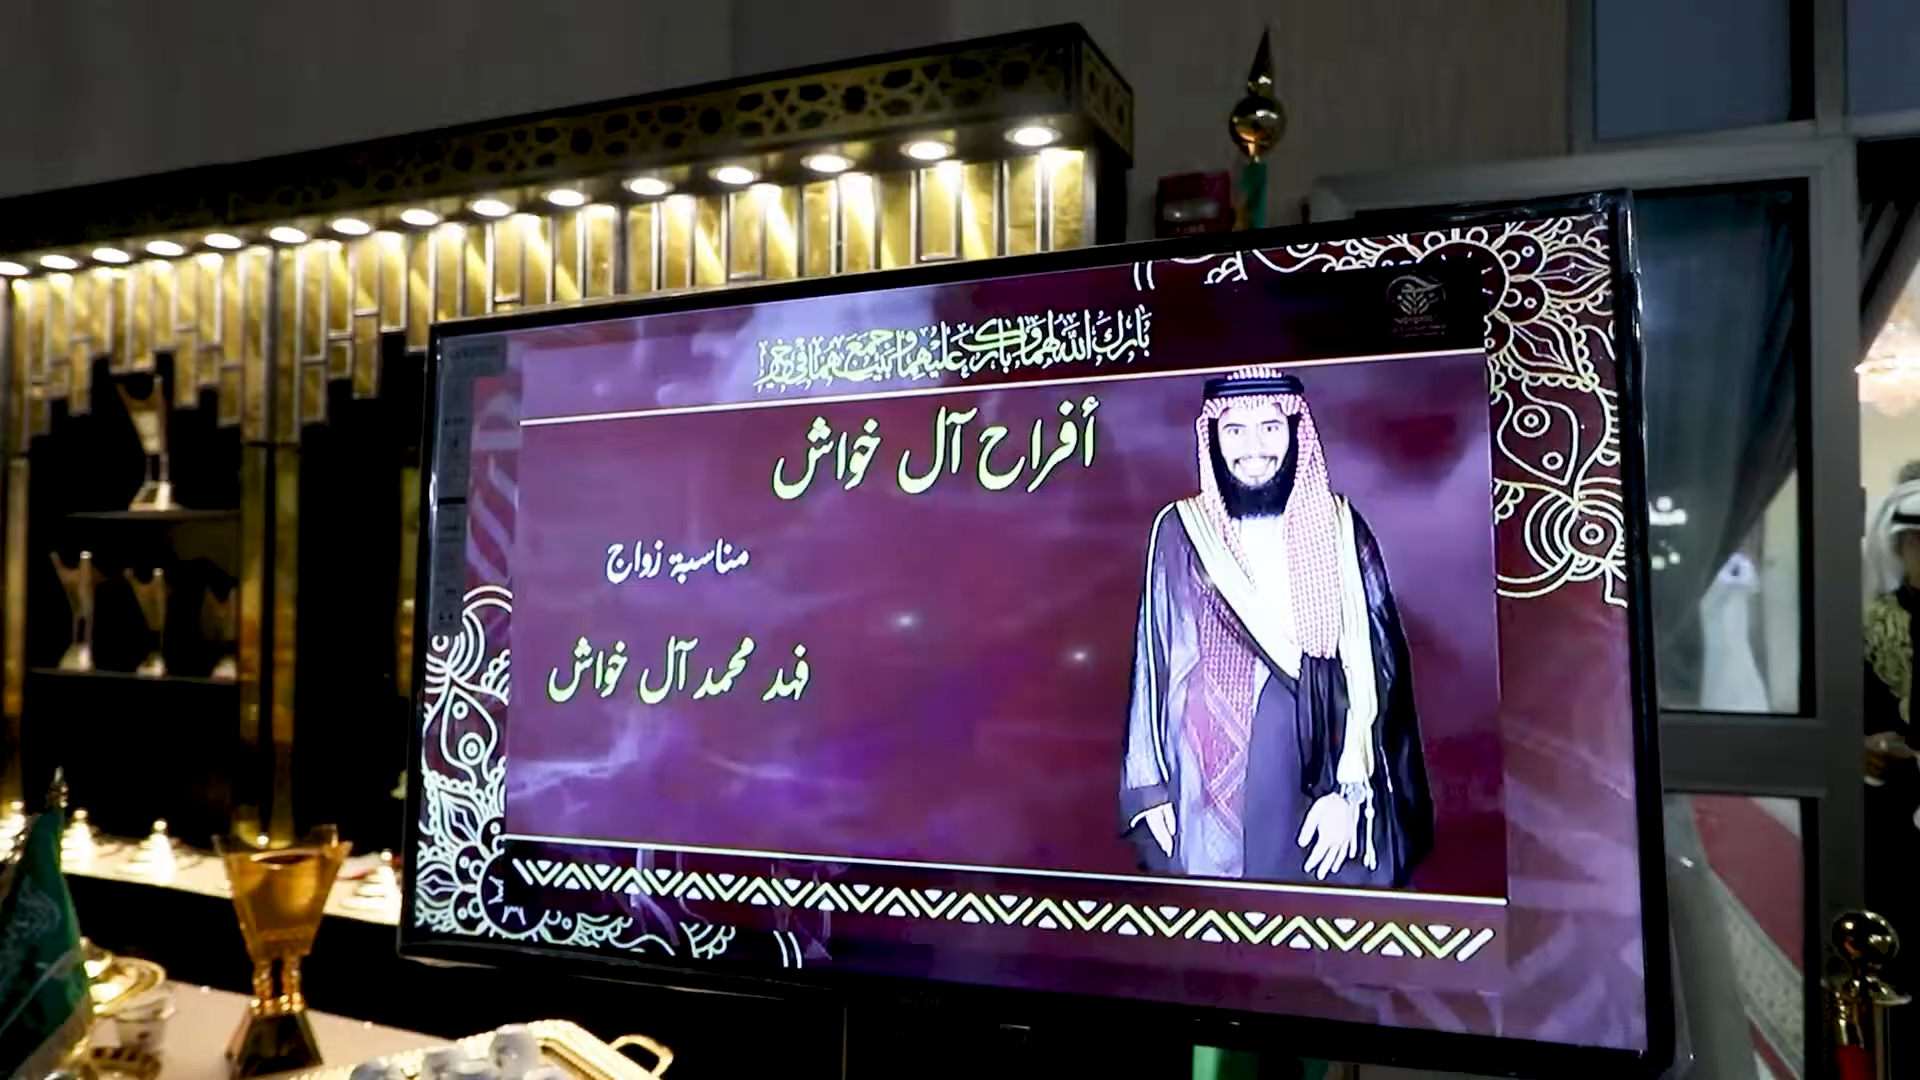 بارك الله لهما وبارك عليهما وجمع بينهما في خير
أفراح آل خواش
مناسبة زواج
فهد محمد آل خواش